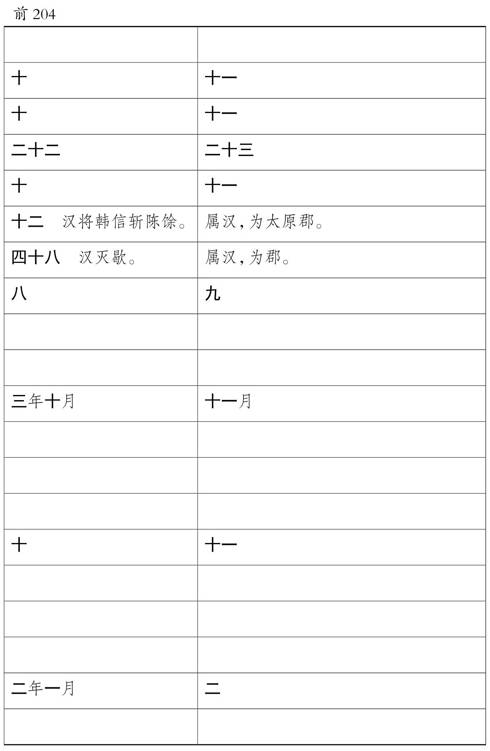 前204
十 十一
十 十一
二十二 二十三
十 十一
十二 汉将韩信斩陈馀。 属汉,为太原郡。
四十八 汉灭歇。 属汉,为郡。
八 九
三年十月 十一月
十 十一
二年一月 二